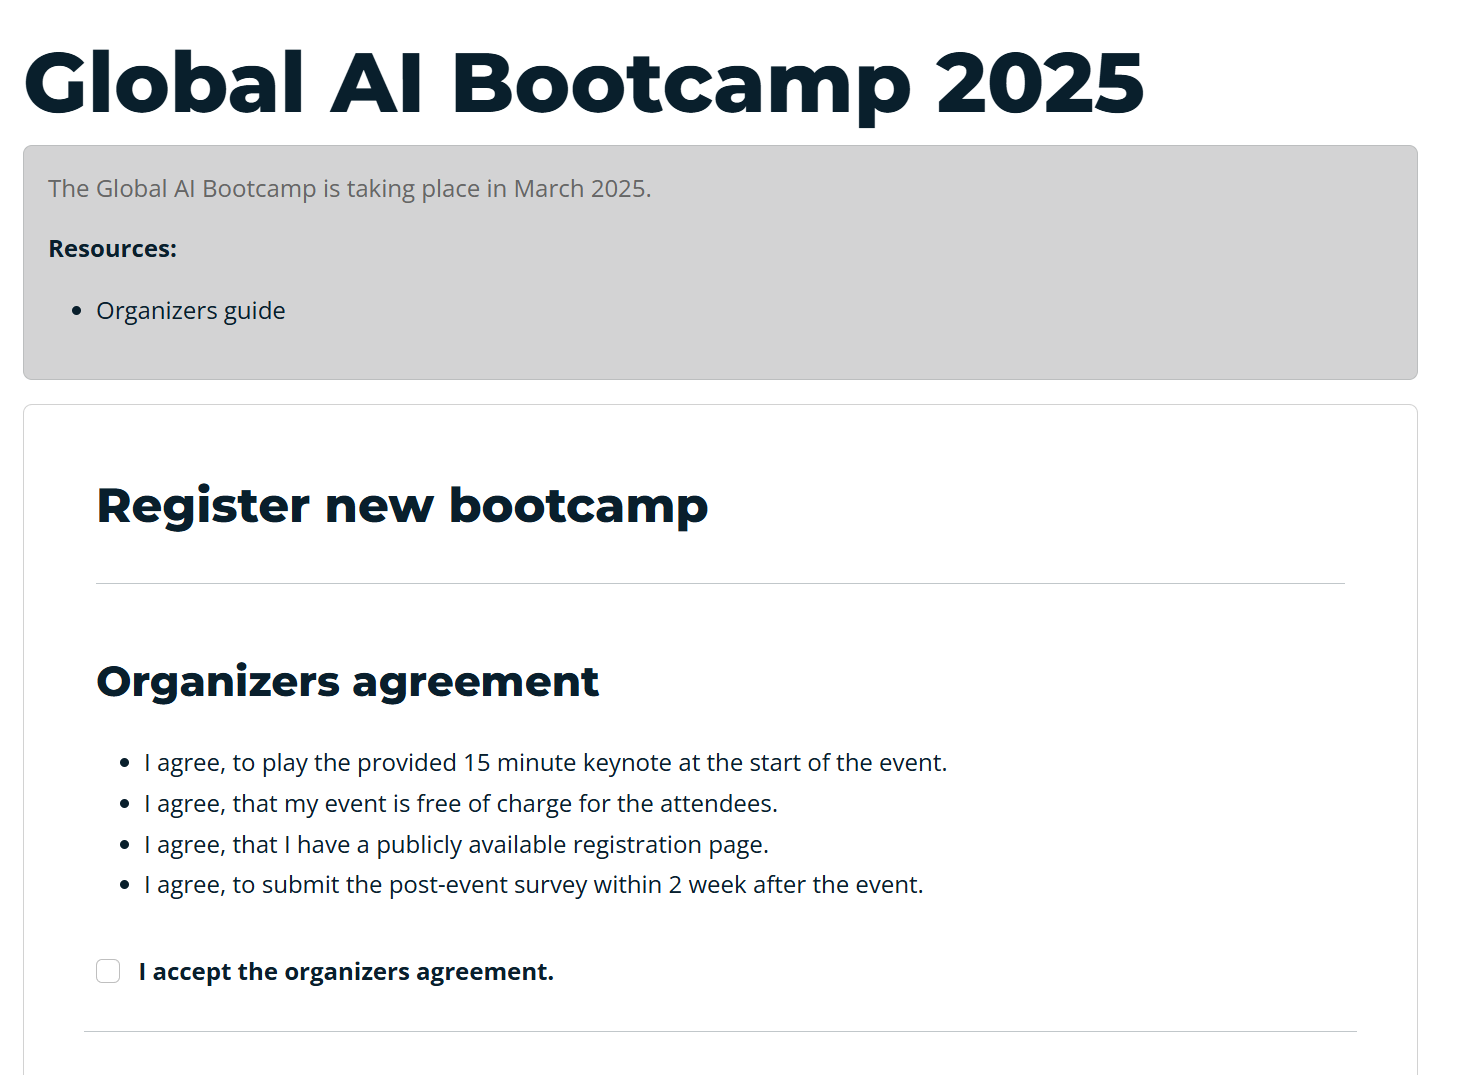 Global AI Bootcamp 2025
The Global AI Bootcamp is taking place in March 2025.
Resources:
Organizers guide
Register new bootcamp
Organizers agreement
I agree, to play the provided 15 minute keynote at the start of the event.
I agree, that my event is free of charge for the attendees.
I agree, that I have a publicly available registration page.
I agree, to submit the post-event survey within 2 week after the event.
I accept the organizers agreement.